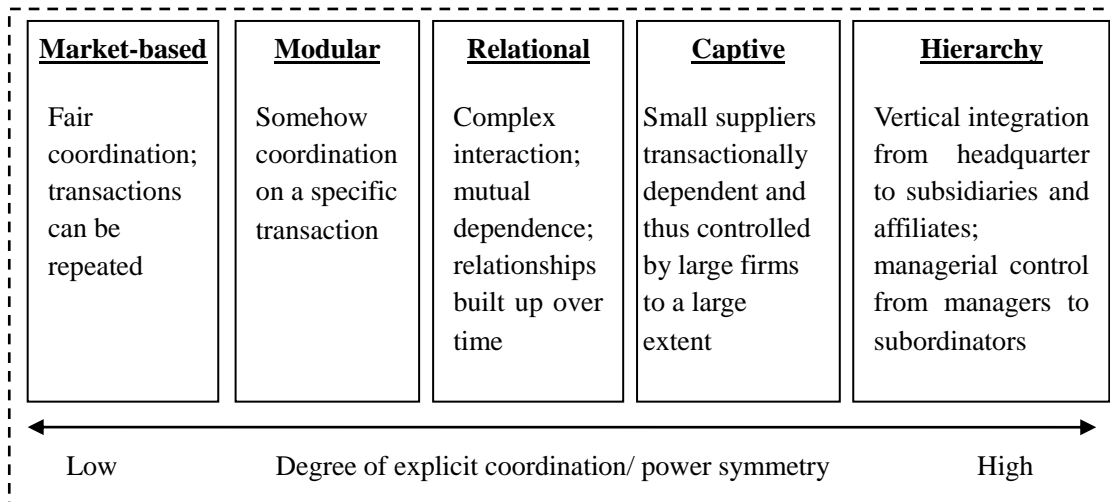 Market-based
Fair
coordination;
transactions
can be
repeated
Modular
Somehow
coordination
on a specific
transaction
Relational
Complex
interaction;
mutual
dependence;
relationships
built up over
time
Captive
Small suppliers
transactionally
dependent and
thus controlled
by large firms
to a large
extent
Hierarchy
Vertical integration
from headquarter
to subsidiaries and
affiliates;
managerial control
from managers to
subordinators
Low Degree of explicit coordination/ power symmetry High